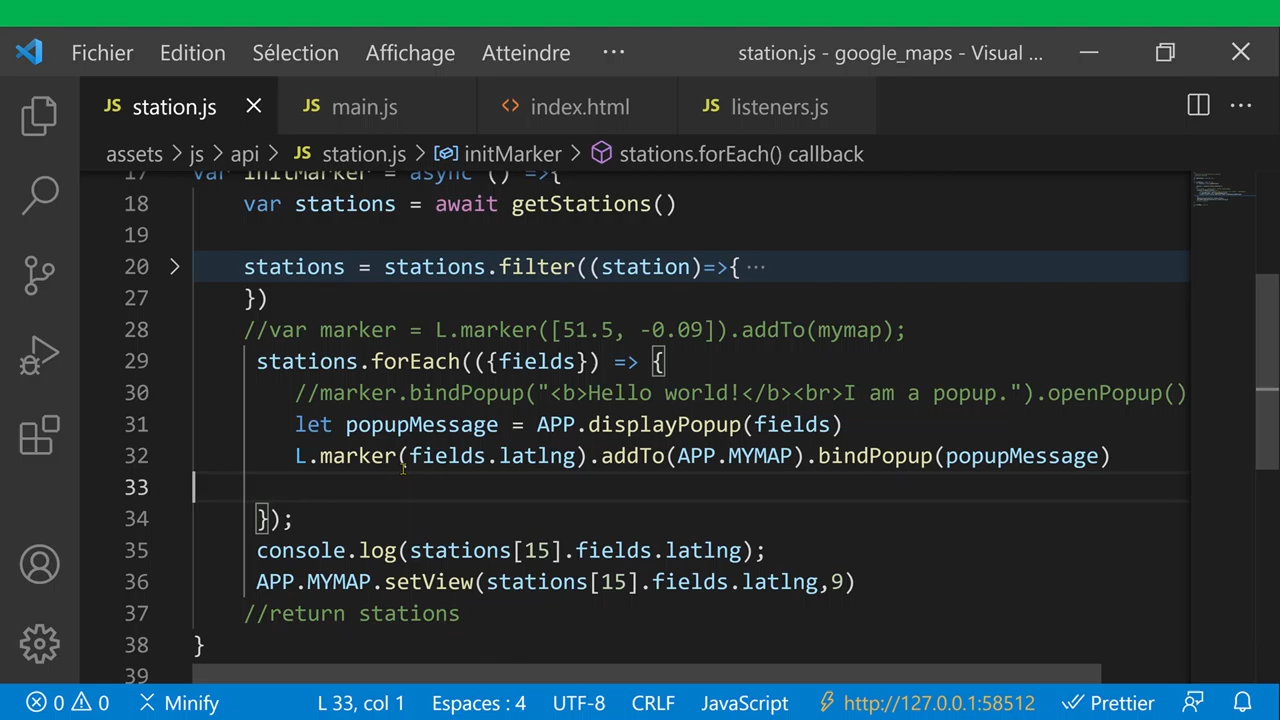 Fichier Edition Sélection Affichage Atteindre ··· station.js - google_maps - Visual ...
JS station.js JS main.js <> index.html JS listeners.js ···
assets > js > api > JS station.js > initMarker > stations.forEach() callback
17 var initMarker = async () =>{
18 var stations = await getStations()
19
20 stations = stations.filter((station)=>{ ···
27 })
28 //var marker = L.marker([51.5, -0.09]).addTo(mymap);
29 stations.forEach(({fields}) => {
30 //marker.bindPopup("<b>Hello world!</b><br>I am a popup.").openPopup()
31 let popupMessage = APP.displayPopup(fields)
32 L.marker(fields.latlng).addTo(APP.MYMAP).bindPopup(popupMessage)
33
34 });
35 console.log(stations[15].fields.latlng);
36 APP.MYMAP.setView(stations[15].fields.latlng,9)
37 //return stations
38 }
39
0 0 Minify L 33, col 1 Espaces : 4 UTF-8 CRLF JavaScript http://127.0.0.1:58512 Prettier